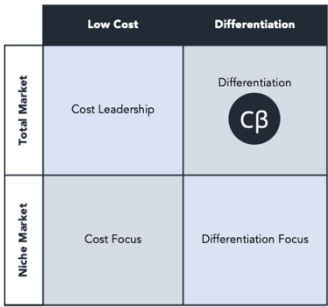 Low Cost
Differentiation
Total Market
Cost Leadership
Differentiation
Cβ
Niche Market
Cost Focus
Differentiation Focus